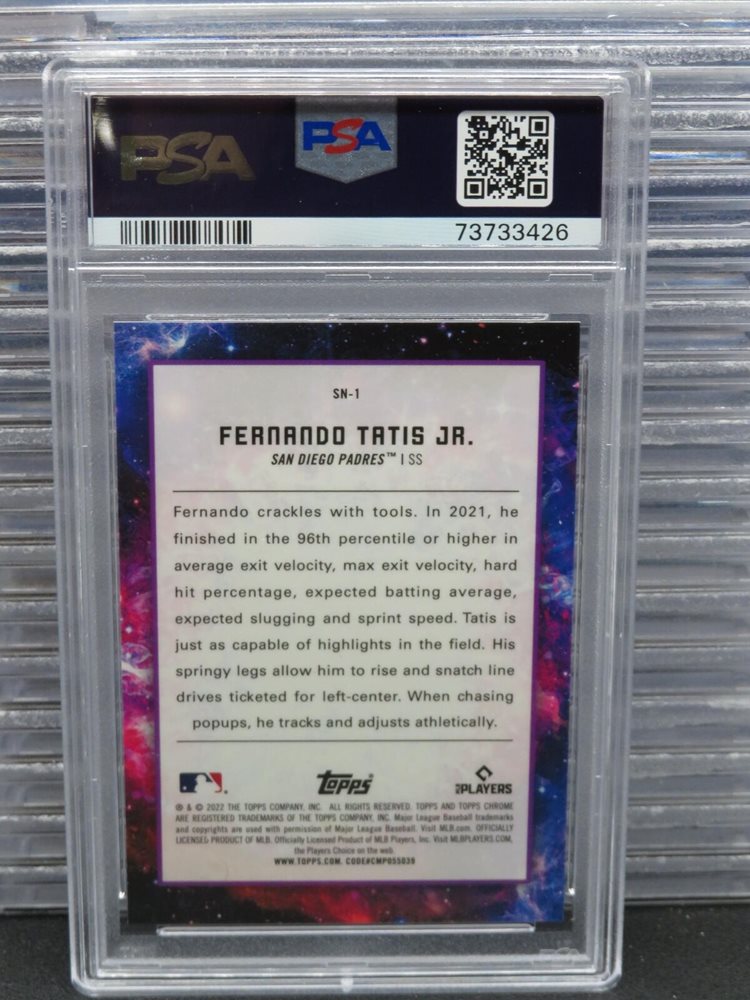 PSA PSA
73733426
SN-1
FERNANDO TATIS JR.
SAN DIEGO PADRES™ | SS
Fernando crackles with tools. In 2021, he
finished in the 96th percentile or higher in
average exit velocity, max exit velocity, hard
hit percentage, expected batting average,
expected slugging and sprint speed. Tatis is
just as capable of highlights in the field. His
springy legs allow him to rise and snatch line
drives ticketed for left-center. When chasing
popups, he tracks and adjusts athletically.
Topps PLAYERS
® & © 2022 THE TOPPS COMPANY, INC. ALL RIGHTS RESERVED. TOPPS AND TOPPS CHROME
ARE REGISTERED TRADEMARKS OF THE TOPPS COMPANY, INC. Major League Baseball trademarks
and copyrights are used with permission of Major League Baseball. Visit MLB.com. OFFICIALLY
LICENSED PRODUCT OF MLB Players, Inc. Visit MLBPLAYERS.COM,
the Players Choice on the web.
WWW.TOPPS.COM. CODE#CMP055039